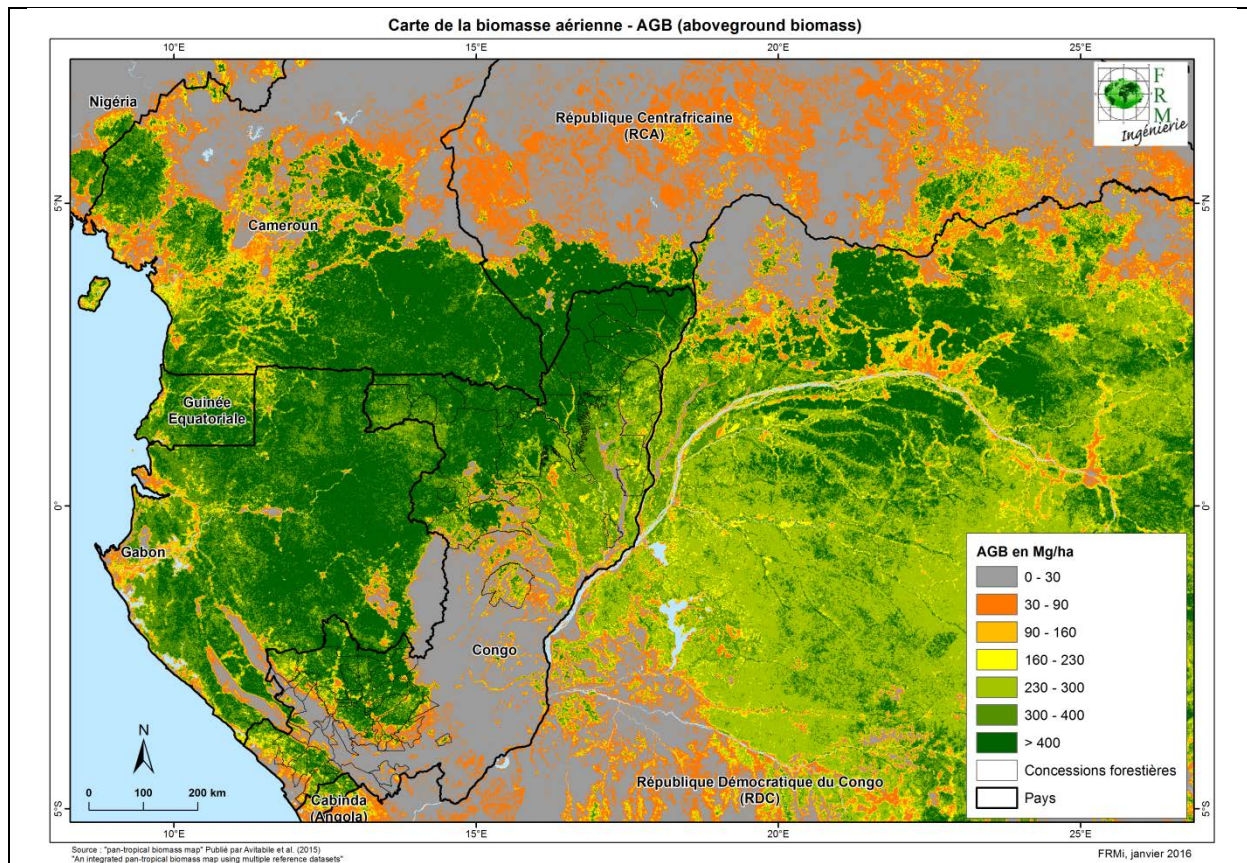 Carte de la biomasse aérienne - AGB (aboveground biomass)
10°E
15°E
20°E
25°E
Nigéria
République Centrafricaine
(RCA)
F
R
M
Ingénierie
5°N
5°N
Cameroun
Guinée
Equatoriale
0°
0°
Gabon
Congo
AGB en Mg/ha
0 - 30
30 - 90
90 - 160
160 - 230
230 - 300
300 - 400
> 400
Concessions forestières
Pays
N
0 100 200 km
République Démocratique du Congo
(RDC)
Cabinda
(Angola)
5°S
5°S
10°E
15°E
20°E
25°E
Source : "pan-tropical biomass map" Publié par Avitabile et al. (2015)
"An integrated pan-tropical biomass map using multiple reference datasets"
FRMi, janvier 2016